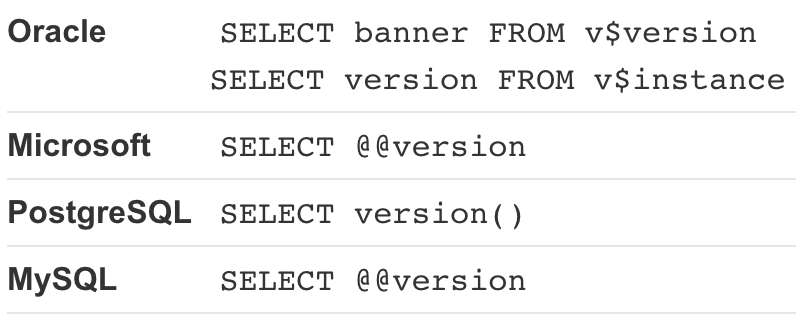 Oracle SELECT banner FROM v$version
SELECT version FROM v$instance
Microsoft SELECT @@version
PostgreSQL SELECT version()
MySQL SELECT @@version